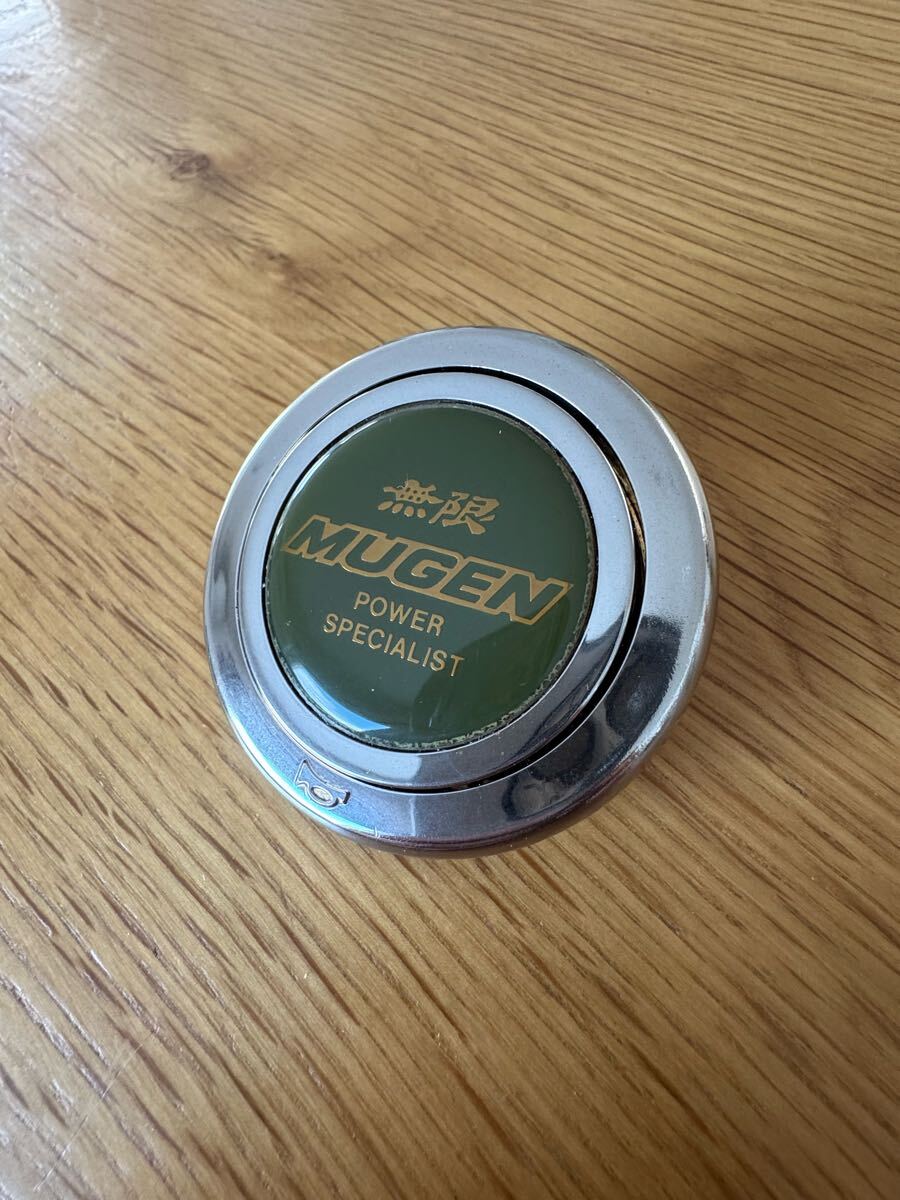 無限
MUGEN
POWER
SPECIALIST